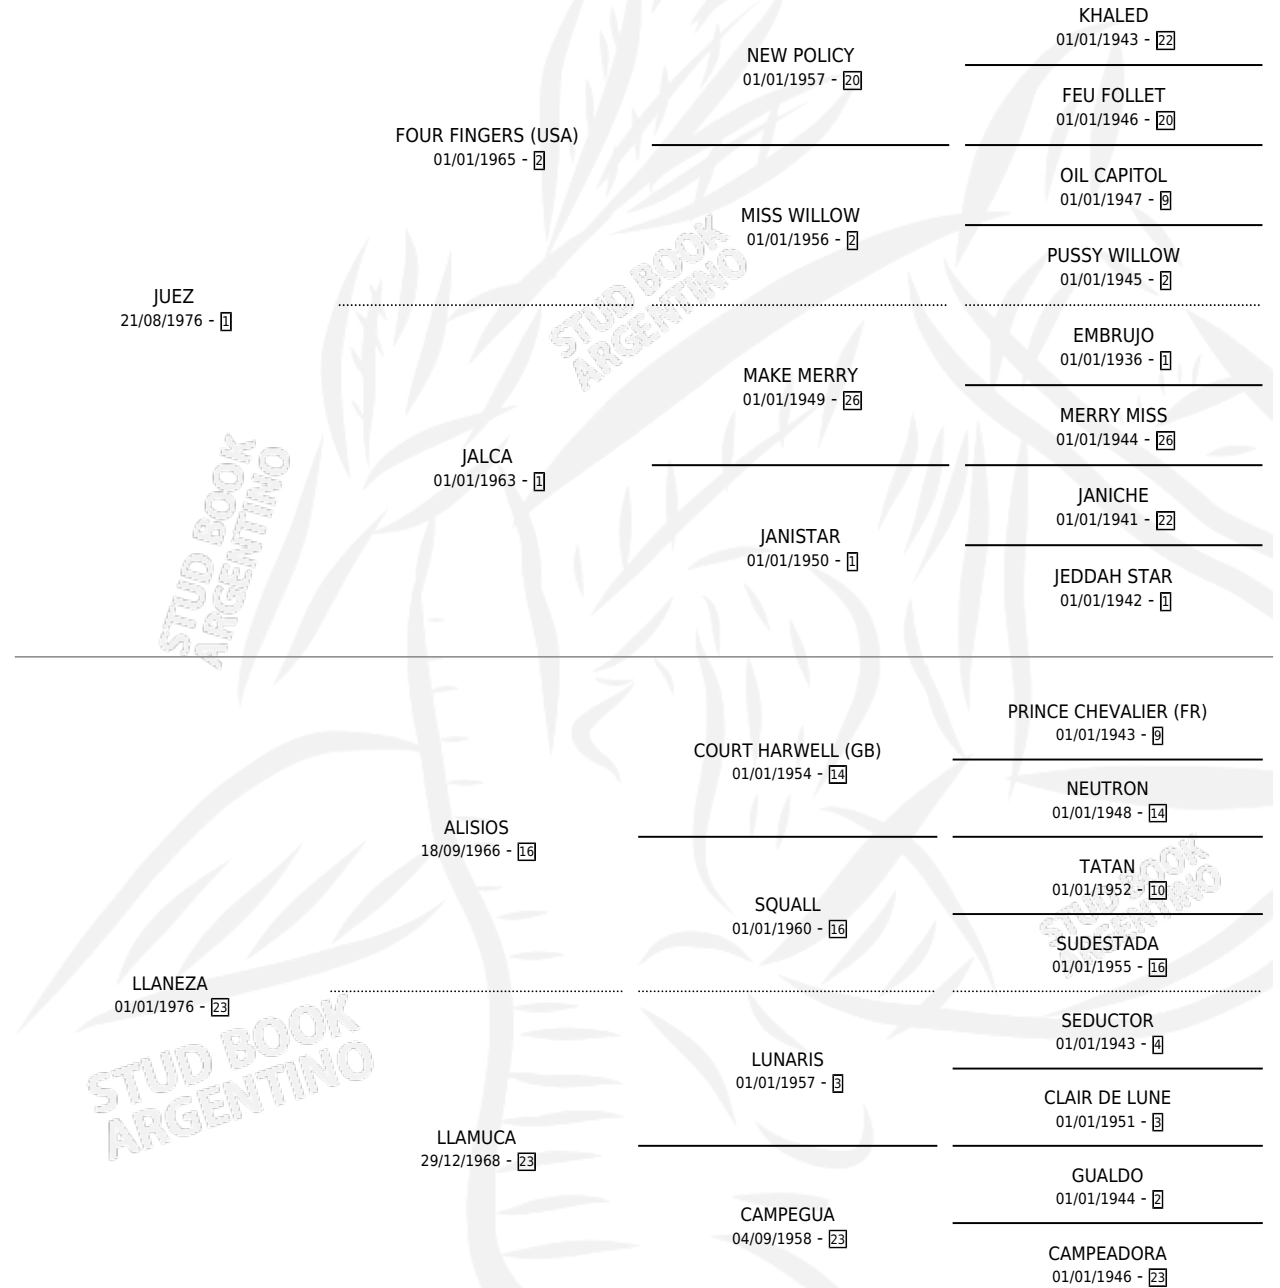 KHALED
01/01/1943 - 22
NEW POLICY
01/01/1957 - 20
FEU FOLLET
01/01/1946 - 20
FOUR FINGERS (USA)
01/01/1965 - 2
OIL CAPITOL
01/01/1947 - 9
MISS WILLOW
01/01/1956 - 2
PUSSY WILLOW
01/01/1945 - 2
JUEZ
21/08/1976 - 1
STUD BOOK
ARGENTINO
EMBRUJO
01/01/1936 - 1
MAKE MERRY
01/01/1949 - 26
MERRY MISS
01/01/1944 - 26
JALCA
01/01/1963 - 1
JANICHE
01/01/1941 - 22
JANISTAR
01/01/1950 - 1
JEDDAH STAR
01/01/1942 - 1
STUD BOOK
ARGENTINO
PRINCE CHEVALIER (FR)
01/01/1943 - 9
COURT HARWELL (GB)
01/01/1954 - 14
NEUTRON
01/01/1948 - 14
ALISIOS
18/09/1966 - 16
TATAN
01/01/1952 - 10
SQUALL
01/01/1960 - 16
SUDESTADA
01/01/1955 - 16
STUD BOOK
ARGENTINO
LLANEZA
01/01/1976 - 23
SEDUCTOR
01/01/1943 - 4
LUNARIS
01/01/1957 - 3
CLAIR DE LUNE
01/01/1951 - 3
STUD BOOK
ARGENTINO
LLAMUCA
29/12/1968 - 23
GUALDO
01/01/1944 - 2
CAMPEGUA
04/09/1958 - 23
CAMPEADORA
01/01/1946 - 23